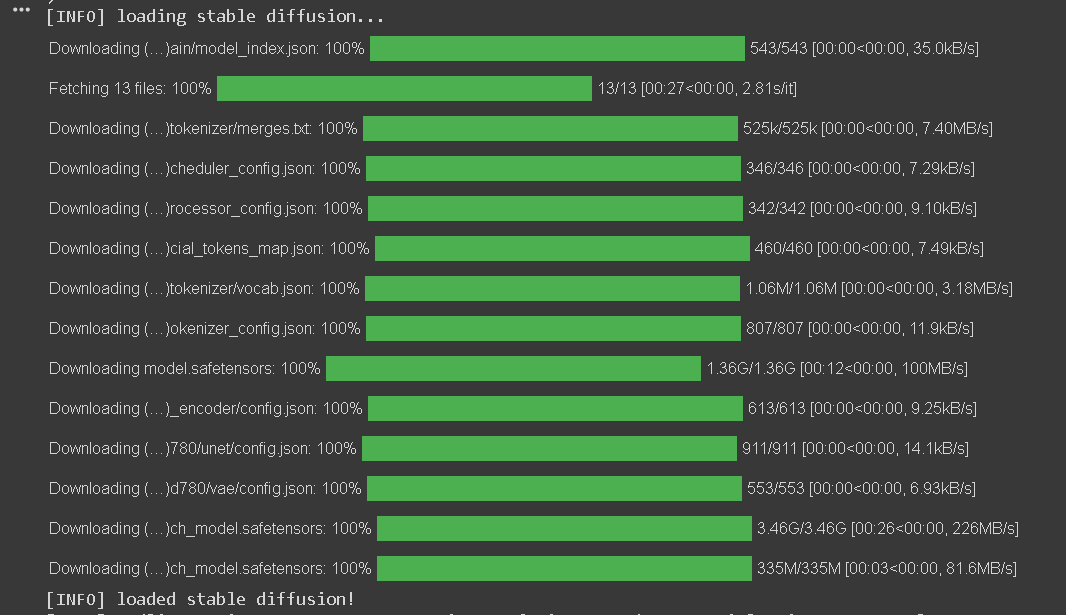 [INFO] loading stable diffusion...
Downloading (…)ain/model_index.json: 100% 543/543 [00:00<00:00, 35.0kB/s]
Fetching 13 files: 100% 13/13 [00:27<00:00, 2.81s/it]
Downloading (…)tokenizer/merges.txt: 100% 525k/525k [00:00<00:00, 7.40MB/s]
Downloading (…)cheduler_config.json: 100% 346/346 [00:00<00:00, 7.29kB/s]
Downloading (…)rocessor_config.json: 100% 342/342 [00:00<00:00, 9.10kB/s]
Downloading (…)cial_tokens_map.json: 100% 460/460 [00:00<00:00, 7.49kB/s]
Downloading (…)tokenizer/vocab.json: 100% 1.06M/1.06M [00:00<00:00, 3.18MB/s]
Downloading (…)okenizer_config.json: 100% 807/807 [00:00<00:00, 11.9kB/s]
Downloading model.safetensors: 100% 1.36G/1.36G [00:12<00:00, 100MB/s]
Downloading (…)_encoder/config.json: 100% 613/613 [00:00<00:00, 9.25kB/s]
Downloading (…)780/unet/config.json: 100% 911/911 [00:00<00:00, 14.1kB/s]
Downloading (…)d780/vae/config.json: 100% 553/553 [00:00<00:00, 6.93kB/s]
Downloading (…)ch_model.safetensors: 100% 3.46G/3.46G [00:26<00:00, 226MB/s]
Downloading (…)ch_model.safetensors: 100% 335M/335M [00:03<00:00, 81.6MB/s]
[INFO] loaded stable diffusion!